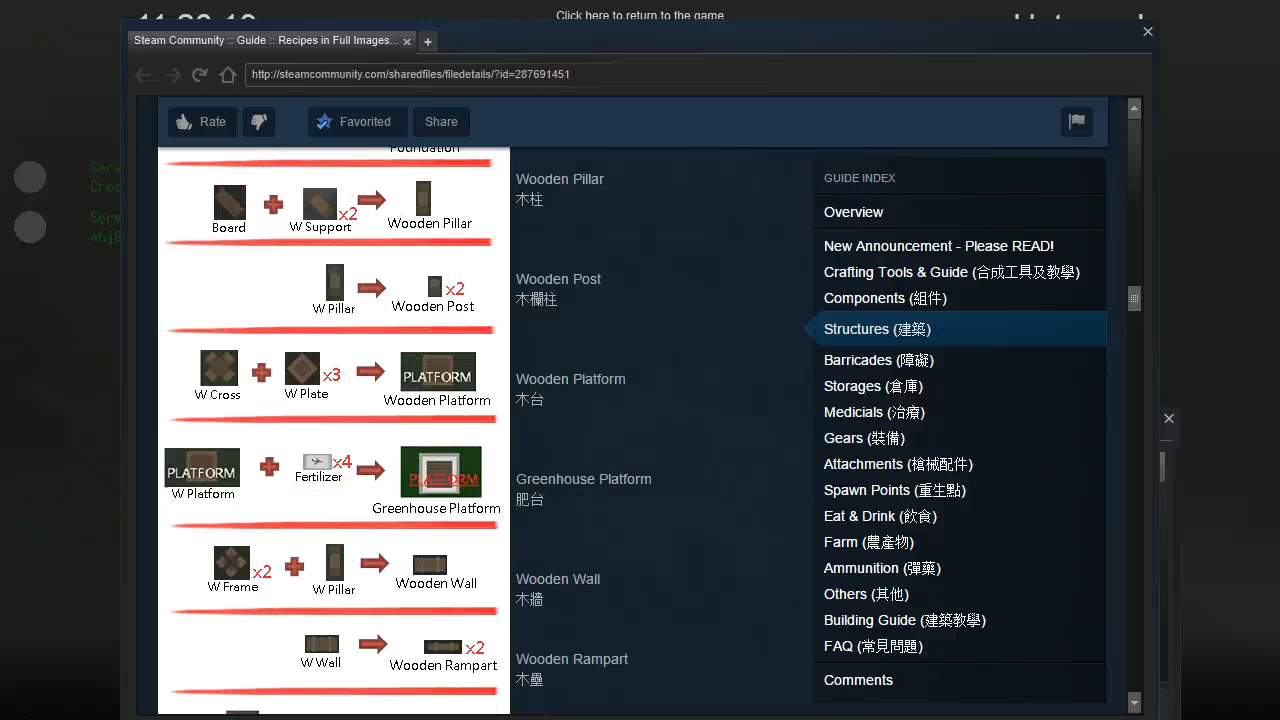 Click here to return to the game
Steam Community :: Guide :: Recipes in Full Images...
http://steamcommunity.com/sharedfiles/filedetails/?id=287691451
Rate
Favorited
Share
Foundation
Board
W Support
x2
Wooden Pillar
Wooden Pillar
木柱
W Pillar
x2
Wooden Post
Wooden Post
木欄柱
W Cross
x3
W Plate
PLATFORM
Wooden Platform
Wooden Platform
木台
PLATFORM
W Platform
x4
Fertilizer
PLATFORM
Greenhouse Platform
Greenhouse Platform
肥台
W Frame
x2
W Pillar
Wooden Wall
Wooden Wall
木牆
W Wall
x2
Wooden Rampart
Wooden Rampart
木壘
GUIDE INDEX
Overview
New Announcement - Please READ!
Crafting Tools & Guide (合成工具及教學)
Components (組件)
Structures (建築)
Barricades (障礙)
Storages (倉庫)
Medicials (治療)
Gears (裝備)
Attachments (槍械配件)
Spawn Points (重生點)
Eat & Drink (飲食)
Farm (農產物)
Ammunition (彈藥)
Others (其他)
Building Guide (建築教學)
FAQ (常見問題)
Comments